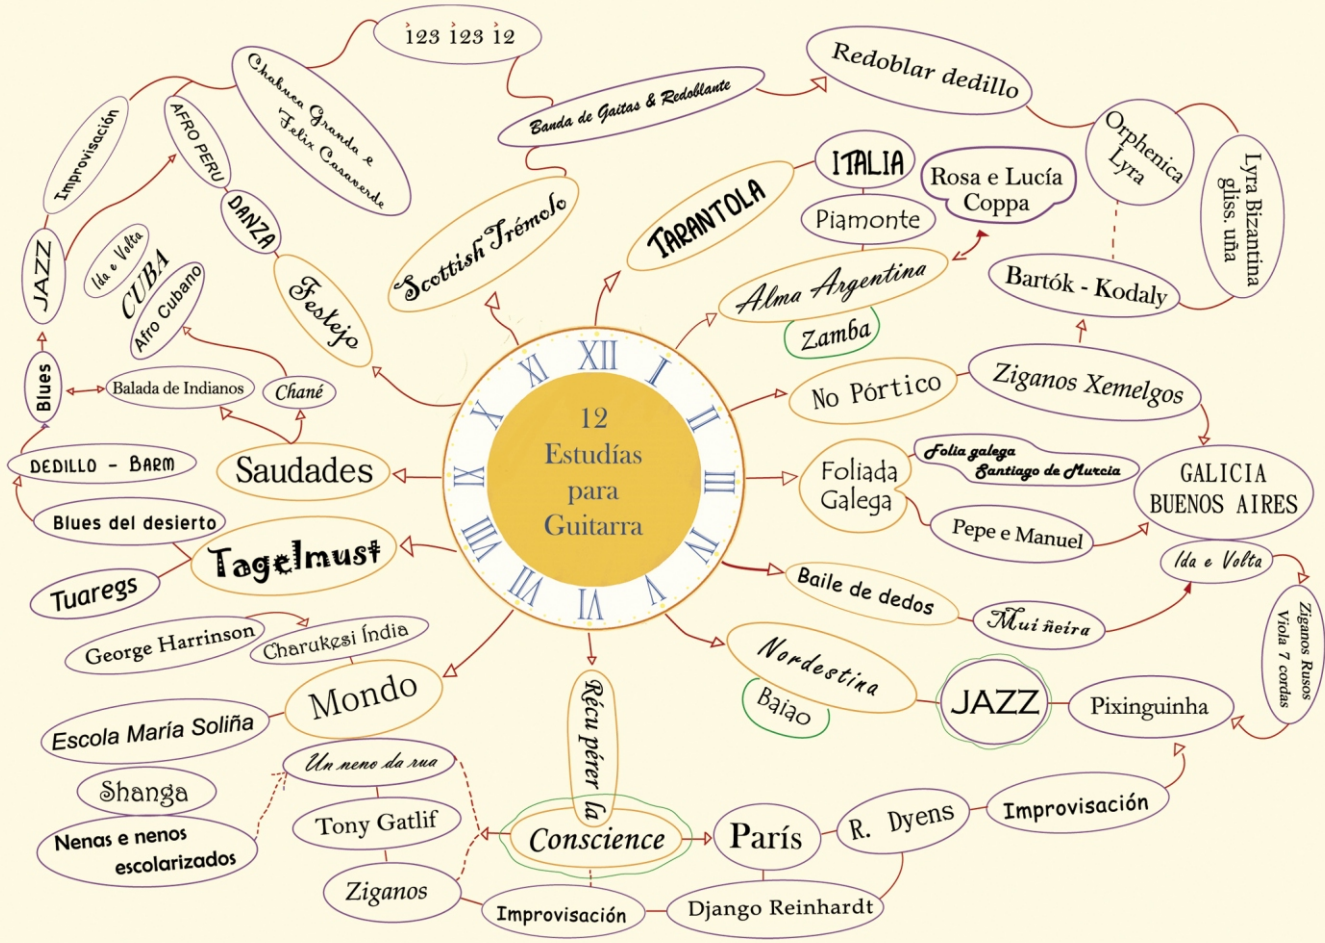 123 123 12
Chabuca Granda e
Felix Casaverde
Banda de Gaitas & Redoblante
Redoblar dedillo
Improvisación
AFRO PERU
DANZA
Festejo
Scottish Trémolo
TARANTOLA
ITALIA
Piamonte
Rosa e Lucía
Coppa
Alma Argentina
Zamba
Orphenica
Lyra
Lyra Bizantina
gliss. uña
Bartók - Kodaly
JAZZ
Ida e Volta
CUBA
Afro Cubano
Blues
Balada de Indianos
Chané
DEDILLO - BARM
Saudades
Blues del desierto
Tagelmust
Tuaregs
XII
I
II
III
IV
V
VI
VII
VIII
XI
X
IX
12
Estudías
para
Guitarra
No Pórtico
Ziganos Xemelgos
Foliada
Galega
Folia galega
Santiago de Murcia
GALICIA
BUENOS AIRES
Pepe e Manuel
Ida e Volta
Baile de dedos
Muiñeira
Ziganos Rusos
Viola 7 cordas
Nordestina
Baiao
JAZZ
Pixinguinha
George Harrinson
Charukesi Índia
Mondo
Escola María Soliña
Shanga
Nenas e nenos
escolarizados
Un neno da rua
Tony Gatlif
Ziganos
Récu pérer la
Conscience
París
R. Dyens
Improvisación
Improvisación
Django Reinhardt